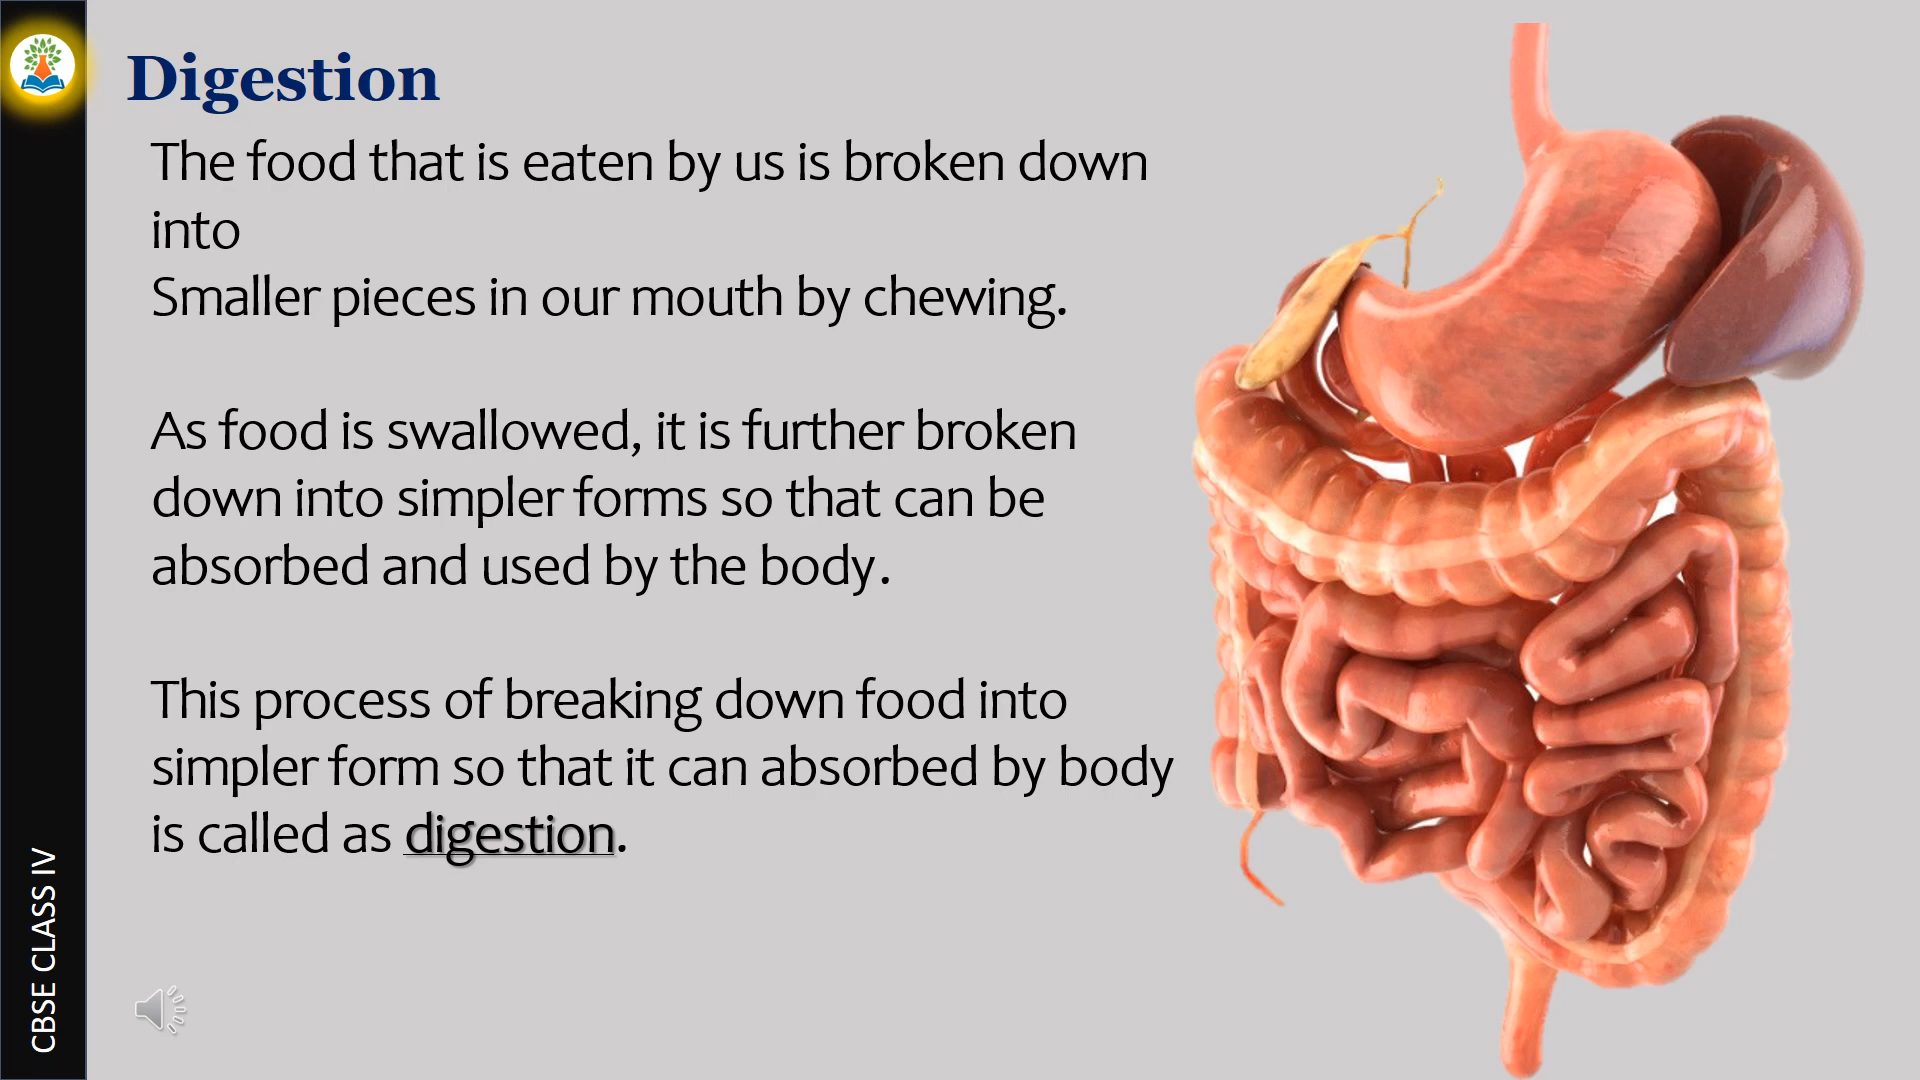 Digestion
The food that is eaten by us is broken down
into
Smaller pieces in our mouth by chewing.
As food is swallowed, it is further broken
down into simpler forms so that can be
absorbed and used by the body.
This process of breaking down food into
simpler form so that it can absorbed by body
is called as digestion.
CBSE CLASS IV